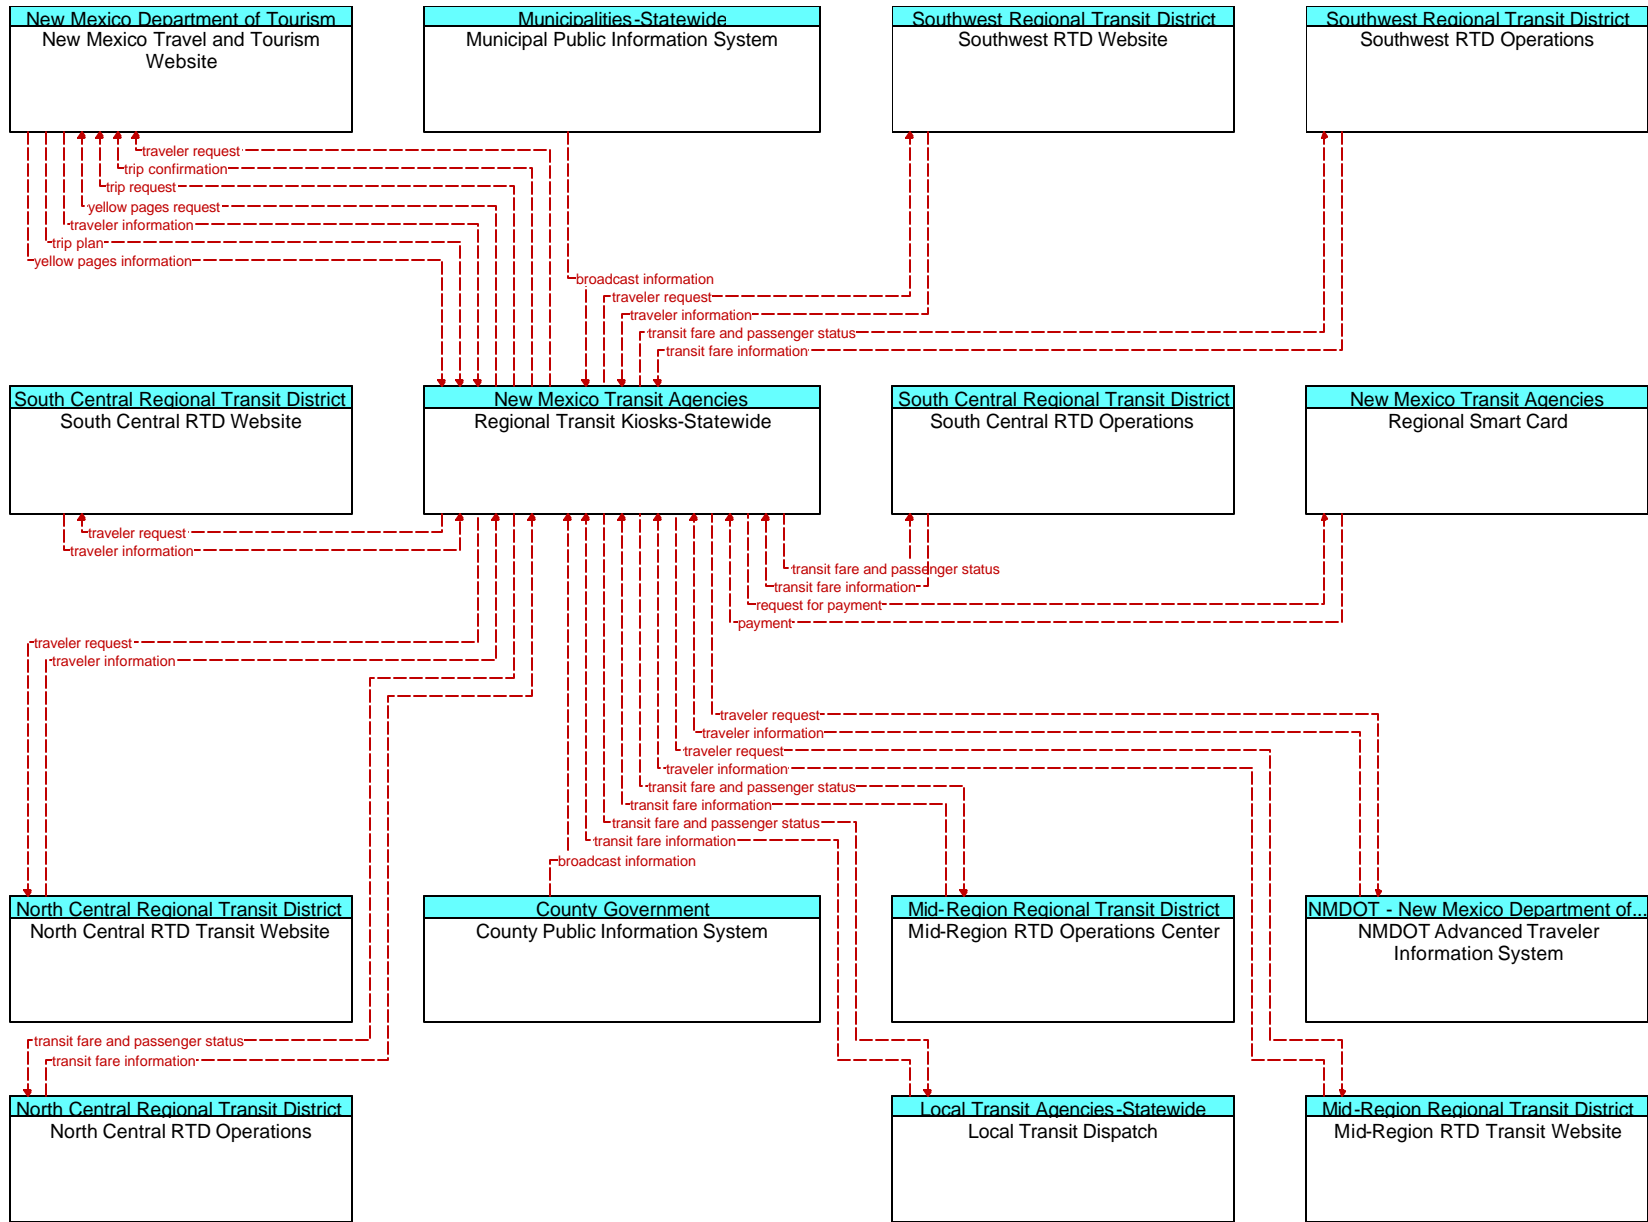 New Mexico Department of Tourism
New Mexico Travel and Tourism
Website
Municipalities-Statewide
Municipal Public Information System
Southwest Regional Transit District
Southwest RTD Website
Southwest Regional Transit District
Southwest RTD Operations
traveler request
trip confirmation
trip request
yellow pages request
traveler information
trip plan
yellow pages information
broadcast information
traveler request
traveler information
transit fare and passenger status
transit fare information
South Central Regional Transit District
South Central RTD Website
New Mexico Transit Agencies
Regional Transit Kiosks-Statewide
South Central Regional Transit District
South Central RTD Operations
New Mexico Transit Agencies
Regional Smart Card
traveler request
traveler information
transit fare and passenger status
transit fare information
request for payment
payment
traveler request
traveler information
traveler request
traveler information
traveler request
traveler information
transit fare and passenger status
transit fare information
transit fare and passenger status
transit fare information
broadcast information
North Central Regional Transit District
North Central RTD Transit Website
County Government
County Public Information System
Mid-Region Regional Transit District
Mid-Region RTD Operations Center
NMDOT - New Mexico Department of...
NMDOT Advanced Traveler
Information System
transit fare and passenger status
transit fare information
North Central Regional Transit District
North Central RTD Operations
Local Transit Agencies-Statewide
Local Transit Dispatch
Mid-Region Regional Transit District
Mid-Region RTD Transit Website